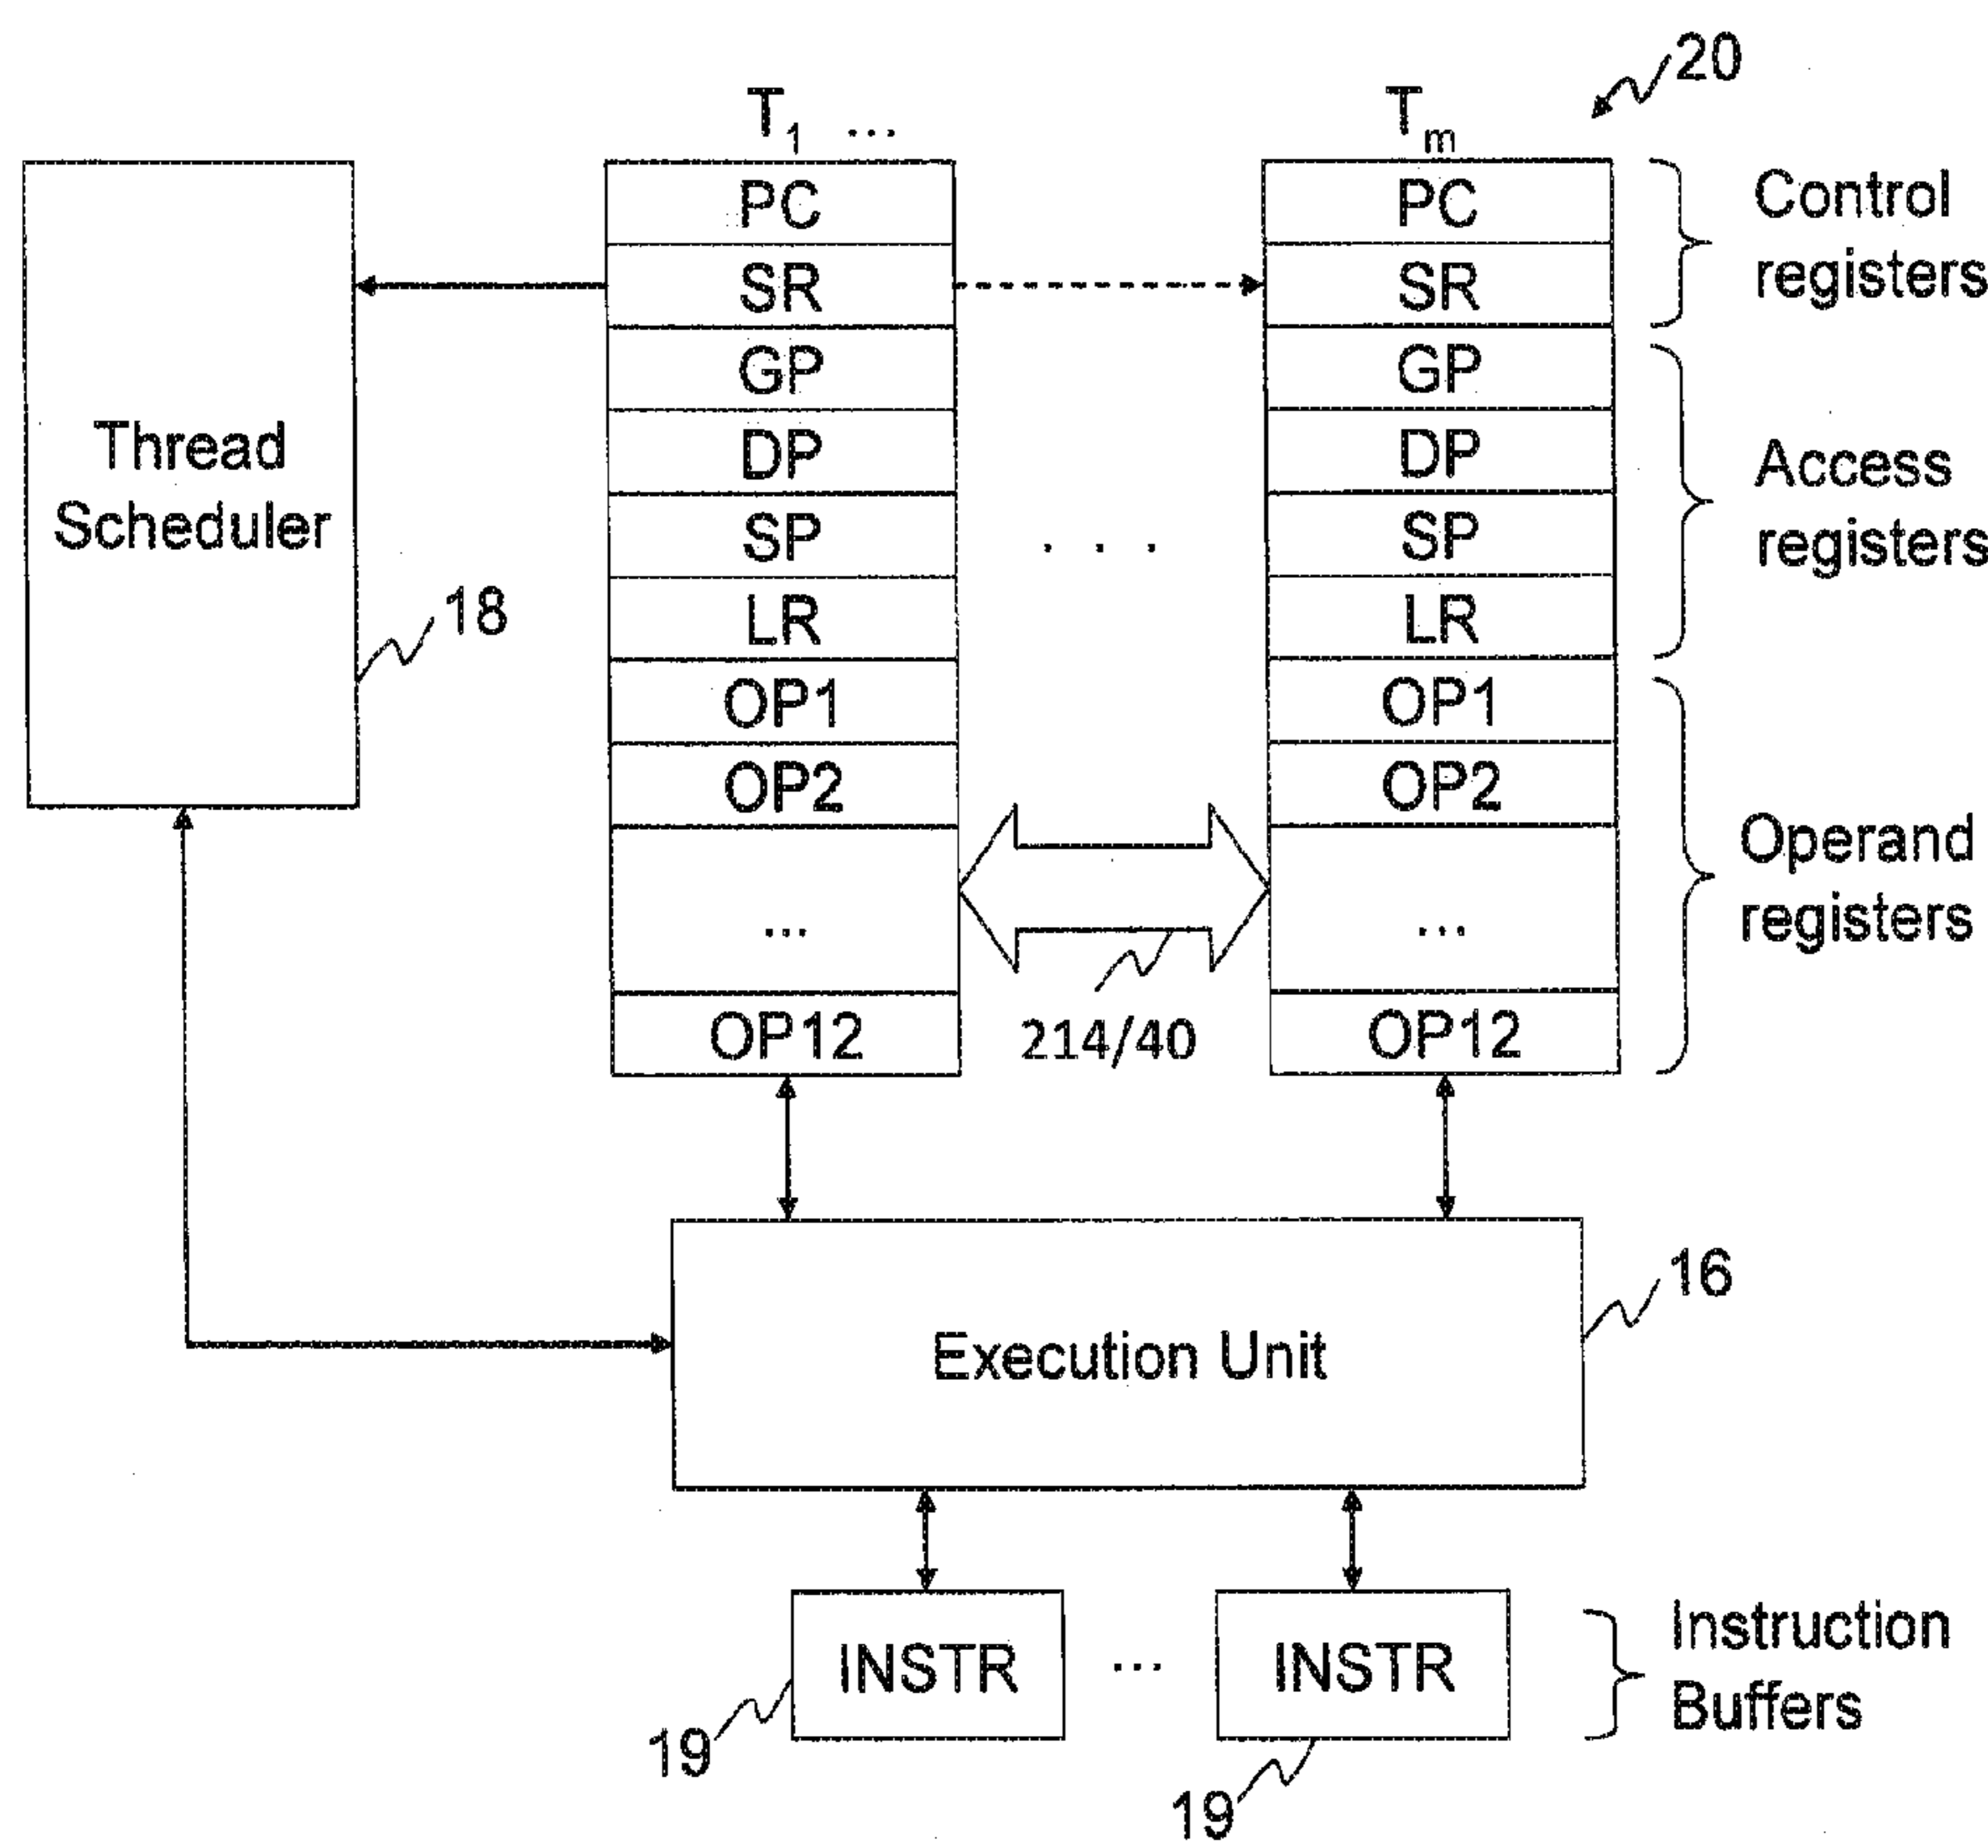 20
T1 ... Tm
PC PC
Control
registers
SR SR
GP GP
DP DP
Access
registers
SP ... SP
LR LR
Thread
Scheduler
18
OP1 OP1
OP2 OP2
Operand
registers
... ...
OP12 214/40 OP12
16
Execution Unit
INSTR ... INSTR
Instruction
Buffers
19
19